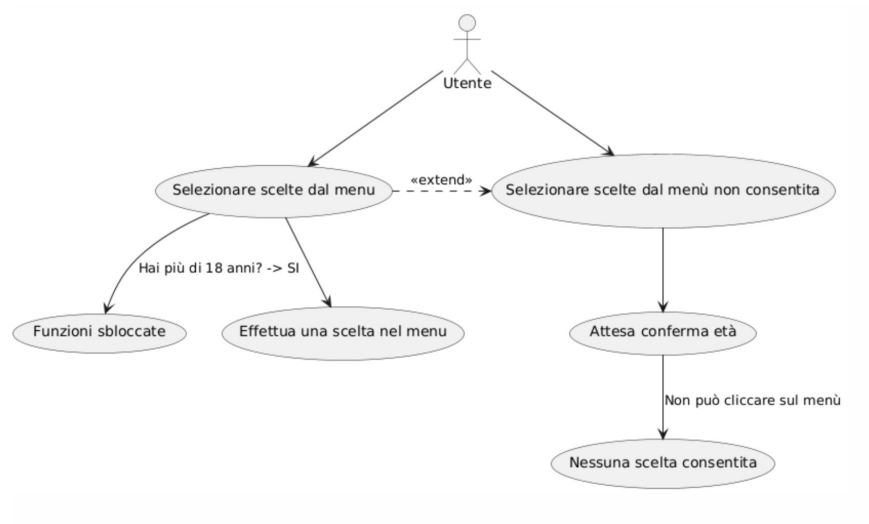 Utente
Selezionare scelte dal menu
«extend»
Selezionare scelte dal menù non consentita
Hai più di 18 anni? -> SI
Funzioni sbloccate
Effettua una scelta nel menu
Attesa conferma età
Non può cliccare sul menù
Nessuna scelta consentita